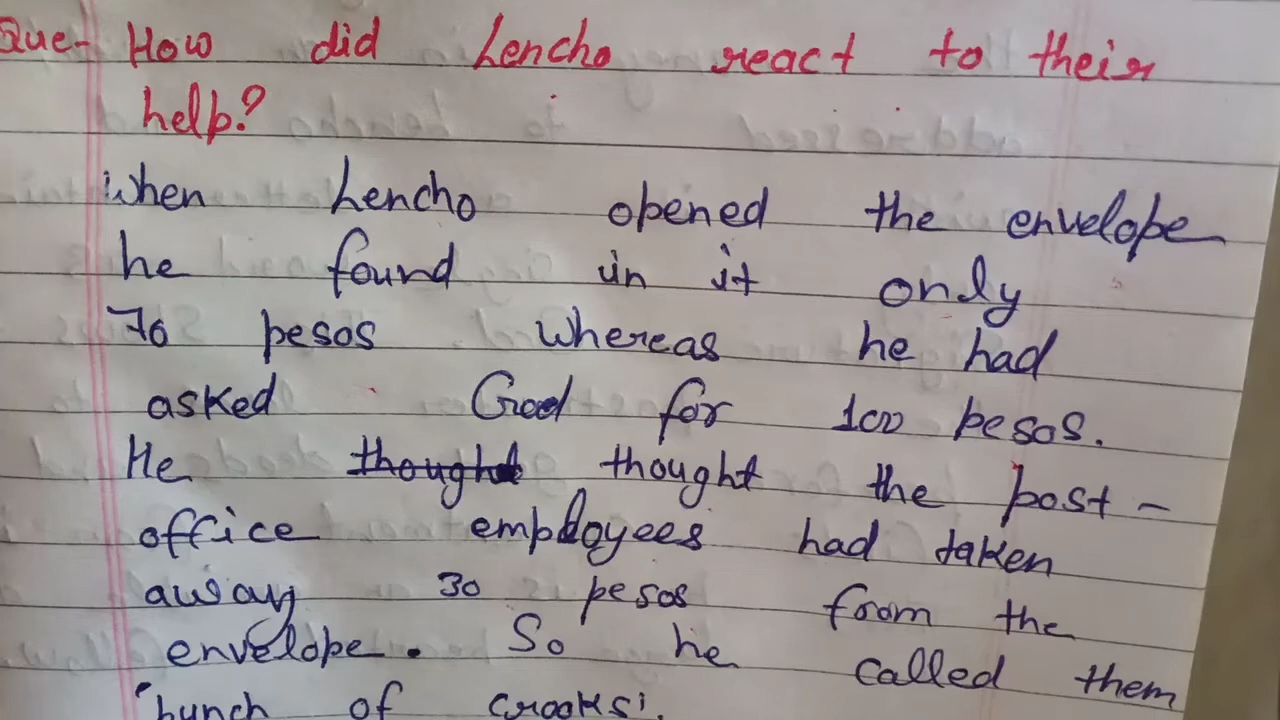 Que- How did Lencho react to their
help?
When Lencho opened the envelope
he found in it only
70 pesos whereas he had
asked God for 100 pesos.
He thought thought the post-
office employees had taken
away 30 pesos from the
envelope. So he called them
'bunch of crooks'.